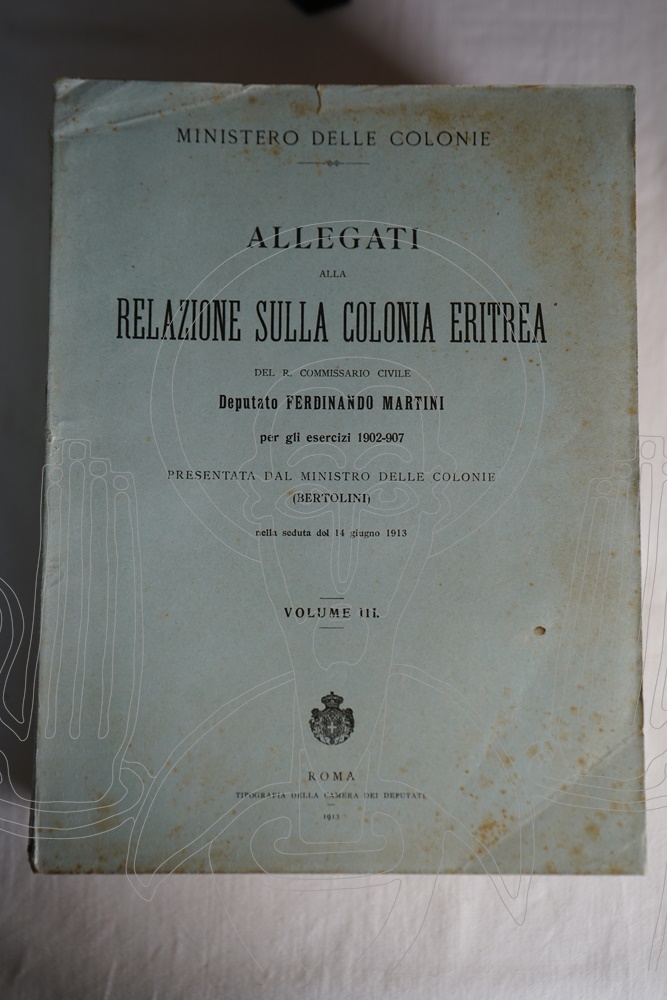 MINISTERO DELLE COLONIE
ALLEGATI
ALLA
RELAZIONE SULLA COLONIA ERITREA
DEL R. COMMISSARIO CIVILE
Deputato FERDINANDO MARTINI
per gli esercizi 1902-907
PRESENTATA DAL MINISTRO DELLE COLONIE
(BERTOLINI)
nella seduta del 14 giugno 1913
VOLUME III.
ROMA
TIPOGRAFIA DELLA CAMERA DEI DEPUTATI
1913